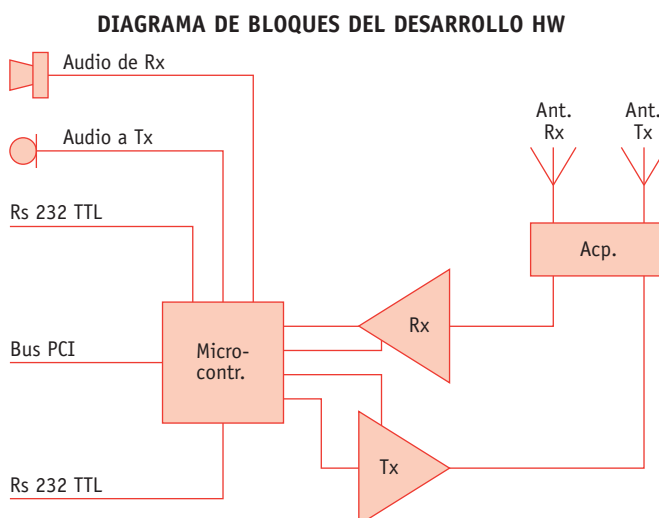 DIAGRAMA DE BLOQUES DEL DESARROLLO HW
Audio de Rx
Audio a Tx
Ant.
Rx
Ant.
Tx
Rs 232 TTL
Acp.
Rx
Bus PCI
Micro-
contr.
Tx
Rs 232 TTL